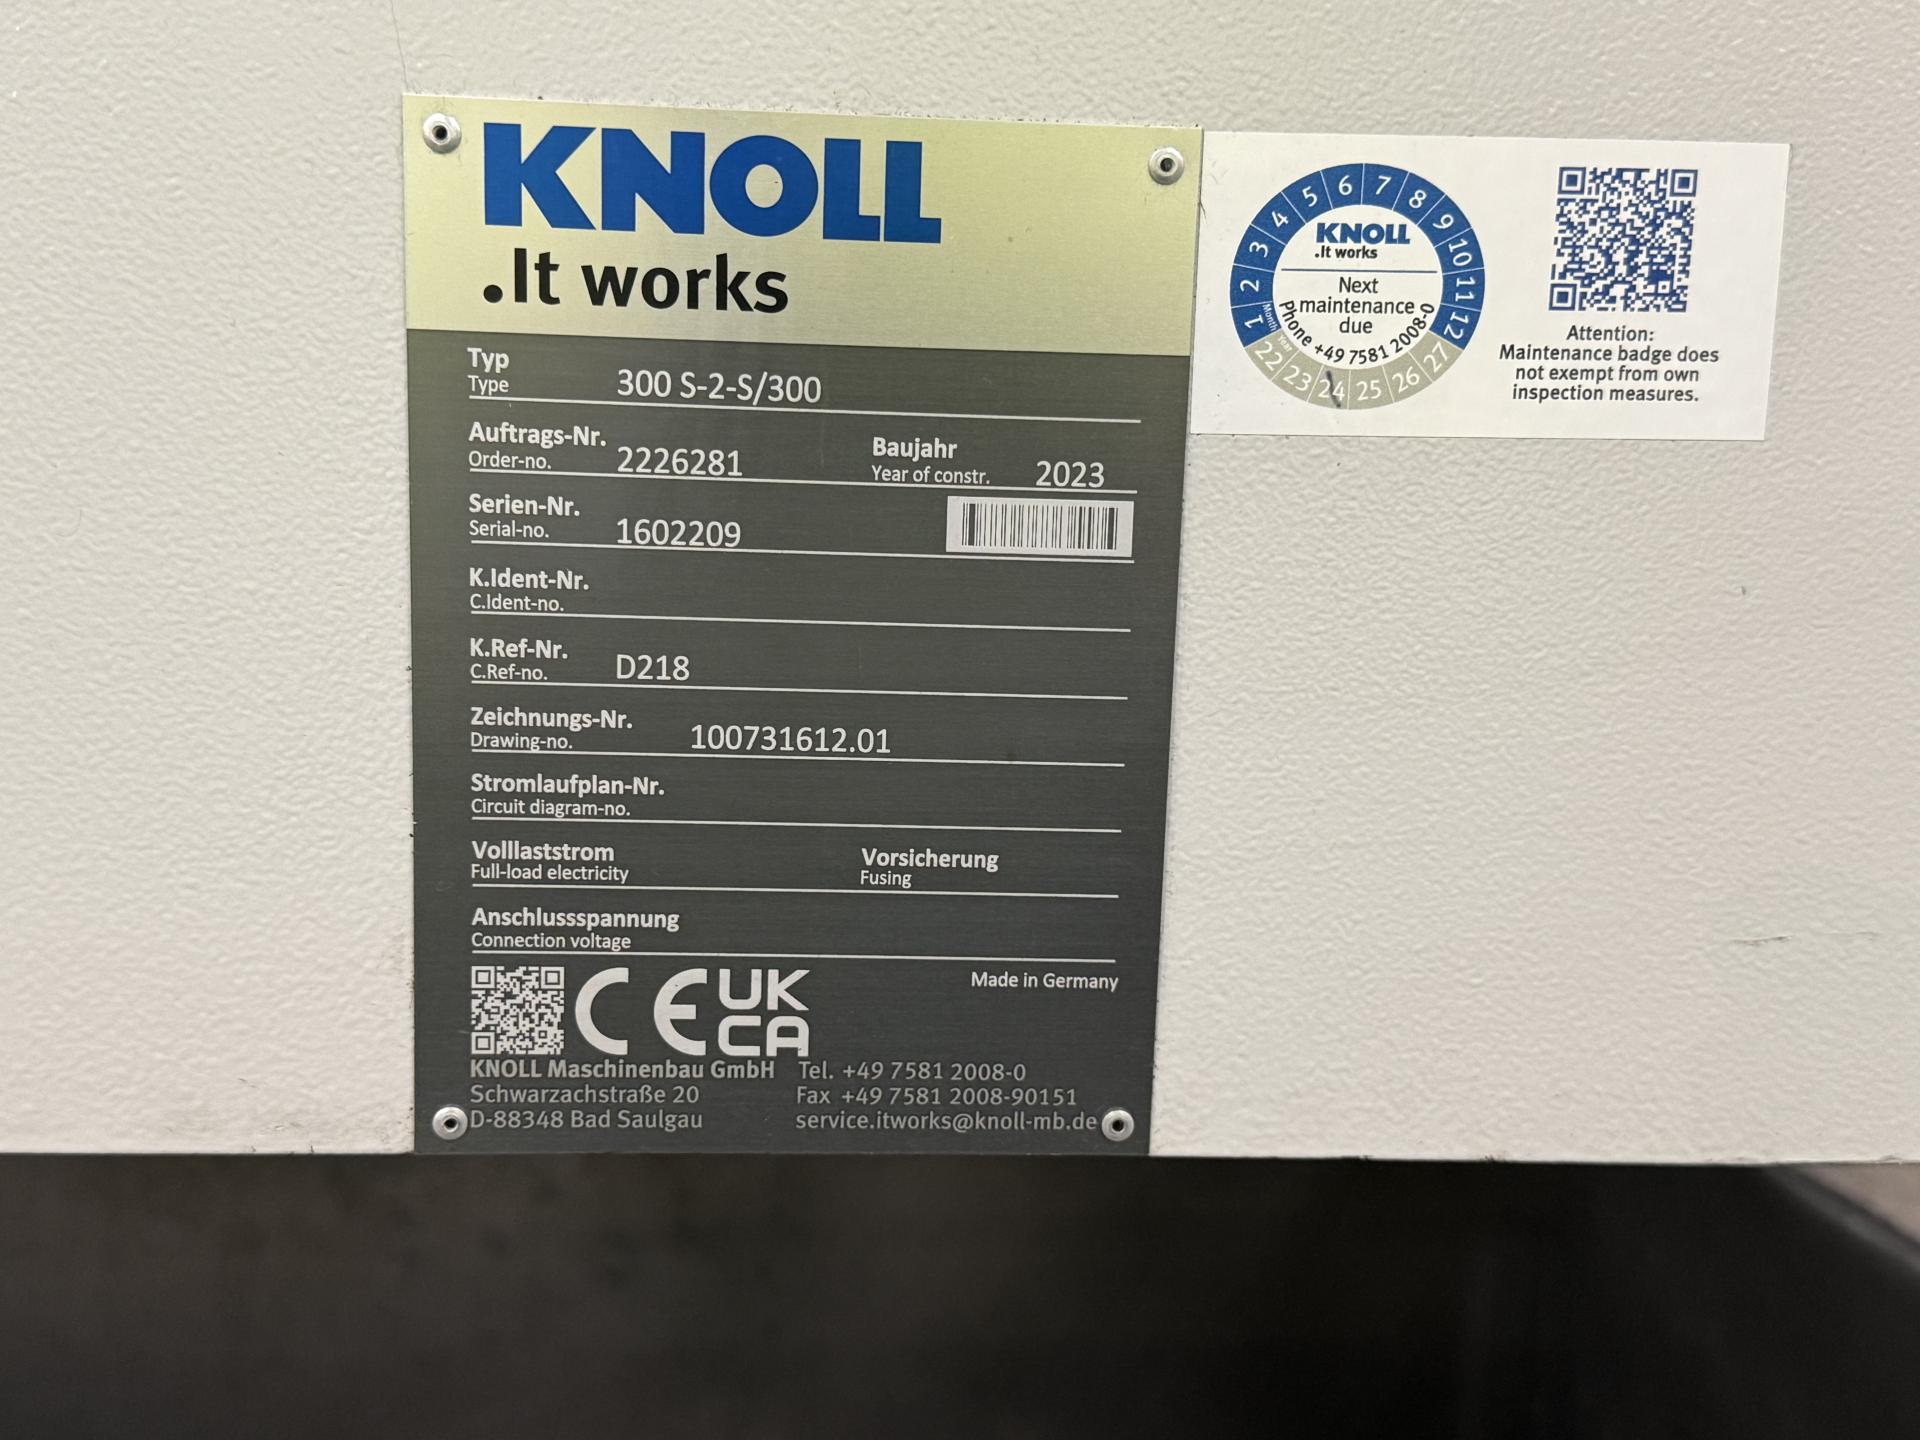 KNOLL
.It works
Typ
Type 300 S-2-S/300
Auftrags-Nr.
Order-no. 2226281
Baujahr
Year of constr. 2023
Serien-Nr.
Serial-no. 1602209
K.Ident-Nr.
C.Ident-no.
K.Ref-Nr.
C.Ref-no. D218
Zeichnungs-Nr.
Drawing-no. 100731612.01
Stromlaufplan-Nr.
Circuit diagram-no.
Volllaststrom
Full-load electricity
Vorsicherung
Fusing
Anschlussspannung
Connection voltage
Made in Germany
CE UK
CA
KNOLL Maschinenbau GmbH
Schwarzachstraße 20
D-88348 Bad Saulgau
Tel. +49 7581 2008-0
Fax +49 7581 2008-90151
service.itworks@knoll-mb.de
Month 1 2 3 4 5 6 7 8 9 10 11 12
Year 22 23 24 25 26 27
KNOLL
.It works
Next
maintenance
due
Phone +49 7581 2008-0
Attention:
Maintenance badge does
not exempt from own
inspection measures.